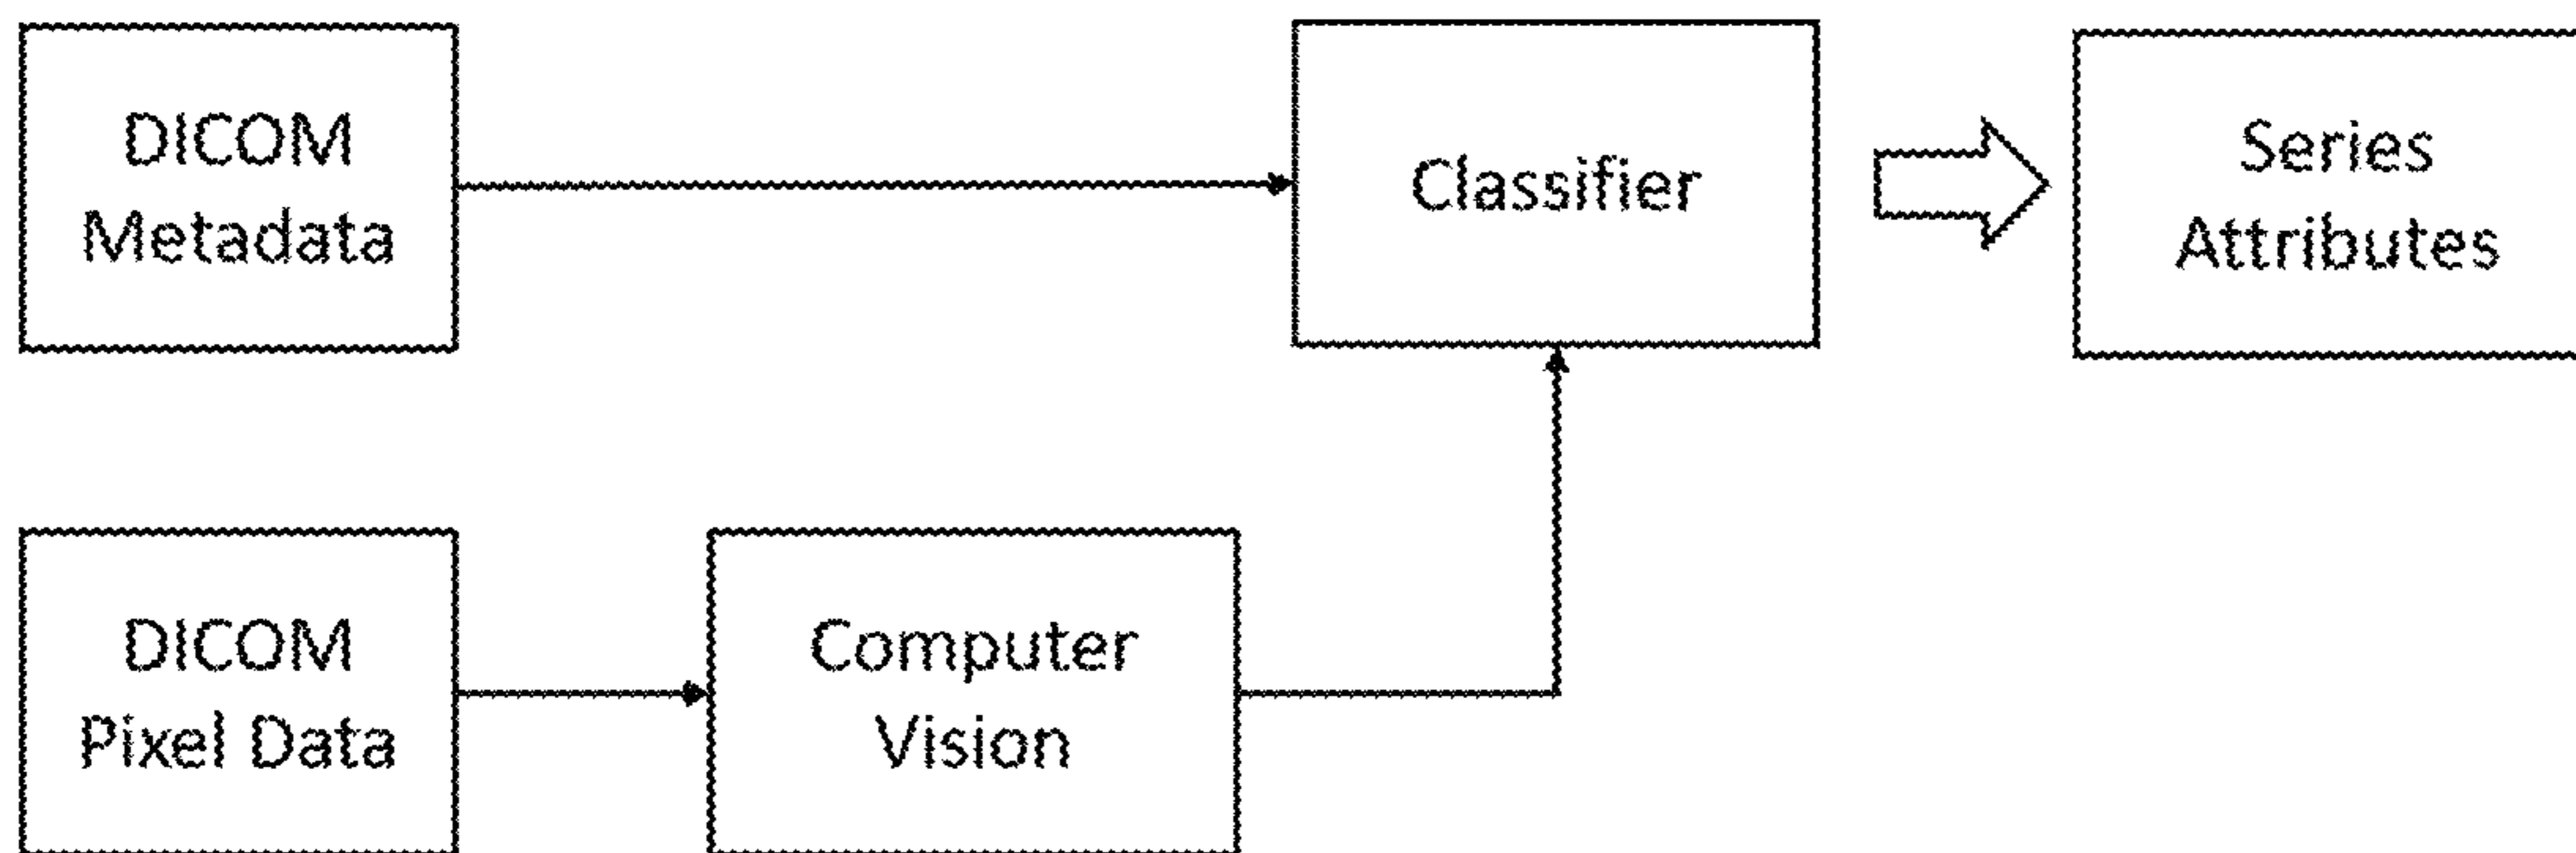 DICOM
Metadata
Classifier
Series
Attributes
DICOM
Pixel Data
Computer
Vision